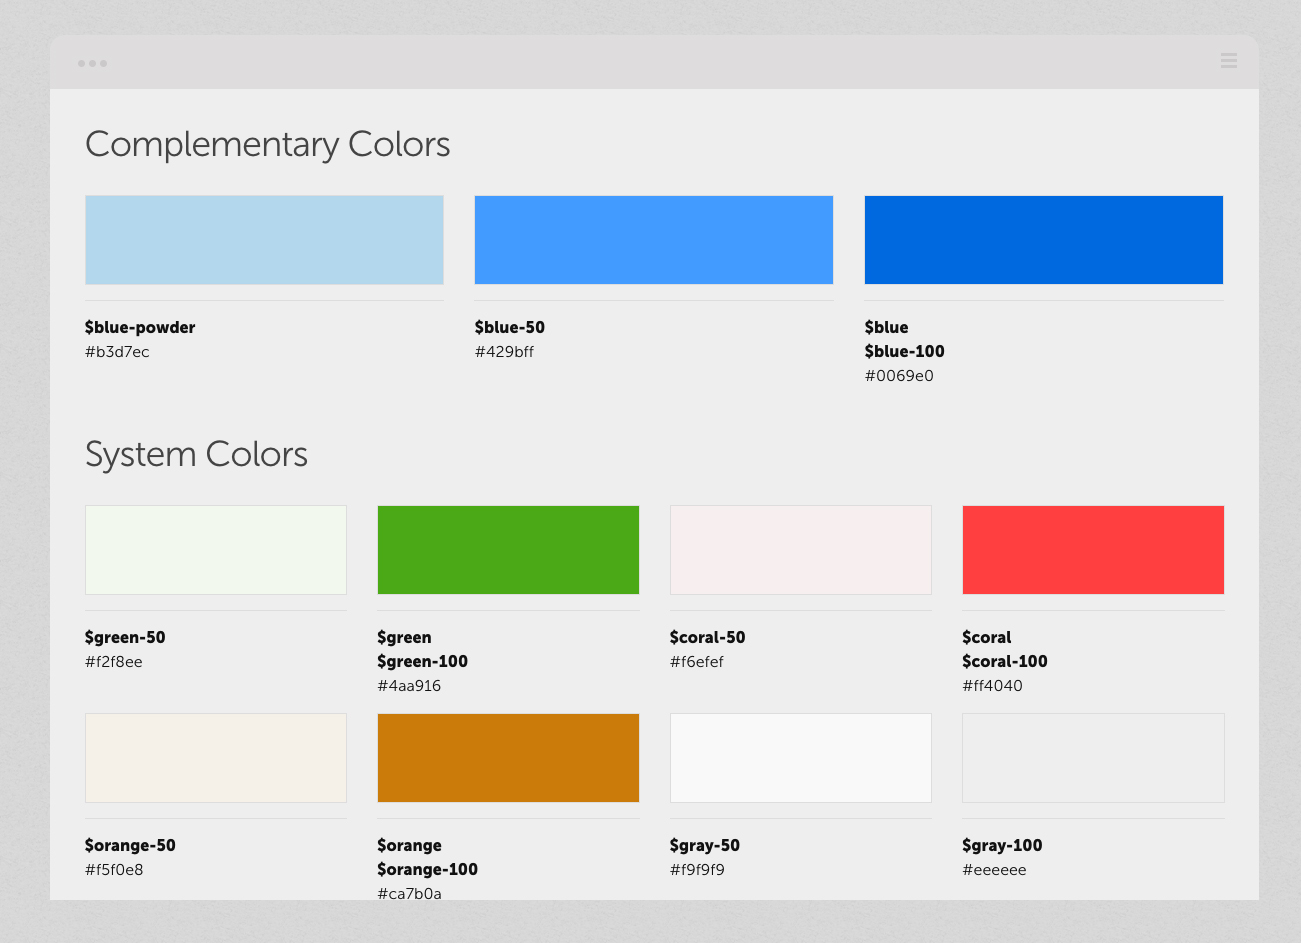 Complementary Colors
$blue-powder
#b3d7ec
$blue-50
#429bff
$blue
$blue-100
#0069e0
System Colors
$green-50
#f2f8ee
$green
$green-100
#4aa916
$coral-50
#f6efef
$coral
$coral-100
#ff4040
$orange-50
#f5f0e8
$orange
$orange-100
#ca7b0a
$gray-50
#f9f9f9
$gray-100
#eeeeee